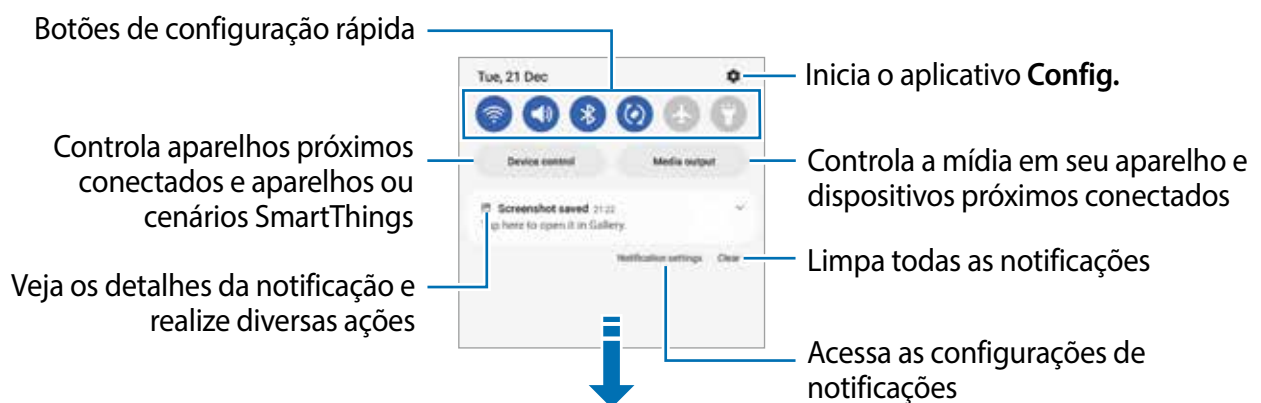 Botões de configuração rápida
Tue, 21 Dec
Inicia o aplicativo Config.
Controla aparelhos próximos
conectados e aparelhos ou
cenários SmartThings
Device control
Media output
Controla a mídia em seu aparelho e
dispositivos próximos conectados
Screenshot saved 21:22
Tap here to open it in Gallery.
Notification settings
Clear
Limpa todas as notificações
Veja os detalhes da notificação e
realize diversas ações
Acessa as configurações de
notificações